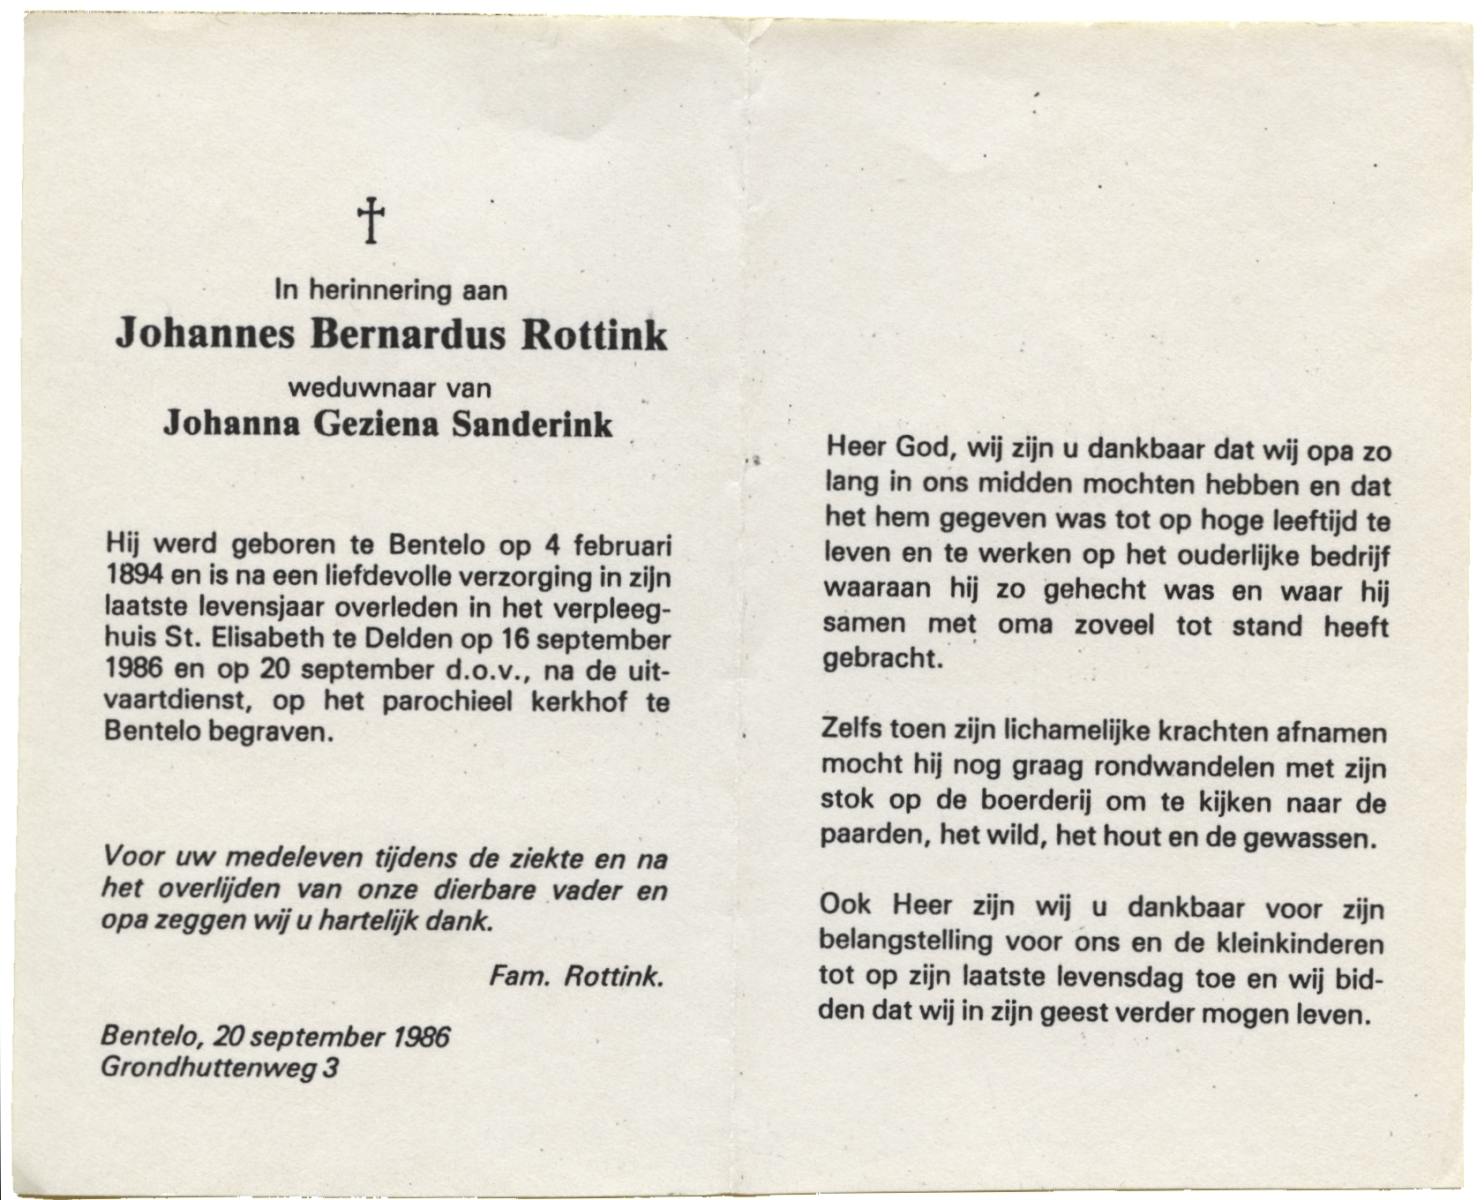 In herinnering aan
Johannes Bernardus Rottink
weduwnaar van
Johanna Geziena Sanderink
Hij werd geboren te Bentelo op 4 februari
1894 en is na een liefdevolle verzorging in zijn
laatste levensjaar overleden in het verpleeg-
huis St. Elisabeth te Delden op 16 september
1986 en op 20 september d.o.v., na de uit-
vaartdienst, op het parochieel kerkhof te
Bentelo begraven.
Voor uw medeleven tijdens de ziekte en na
het overlijden van onze dierbare vader en
opa zeggen wij u hartelijk dank.
Fam. Rottink.
Bentelo, 20 september 1986
Grondhuttenweg 3
Heer God, wij zijn u dankbaar dat wij opa zo
lang in ons midden mochten hebben en dat
het hem gegeven was tot op hoge leeftijd te
leven en te werken op het ouderlijke bedrijf
waaraan hij zo gehecht was en waar hij
samen met oma zoveel tot stand heeft
gebracht.
Zelfs toen zijn lichamelijke krachten afnamen
mocht hij nog graag rondwandelen met zijn
stok op de boerderij om te kijken naar de
paarden, het wild, het hout en de gewassen.
Ook Heer zijn wij u dankbaar voor zijn
belangstelling voor ons en de kleinkinderen
tot op zijn laatste levensdag toe en wij bid-
den dat wij in zijn geest verder mogen leven.